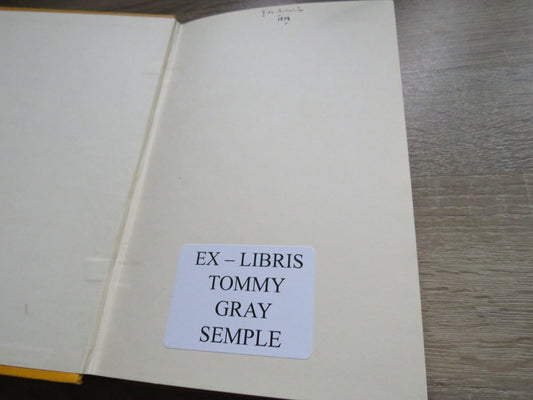 EX – LIBRIS
TOMMY
GRAY
SEMPLE